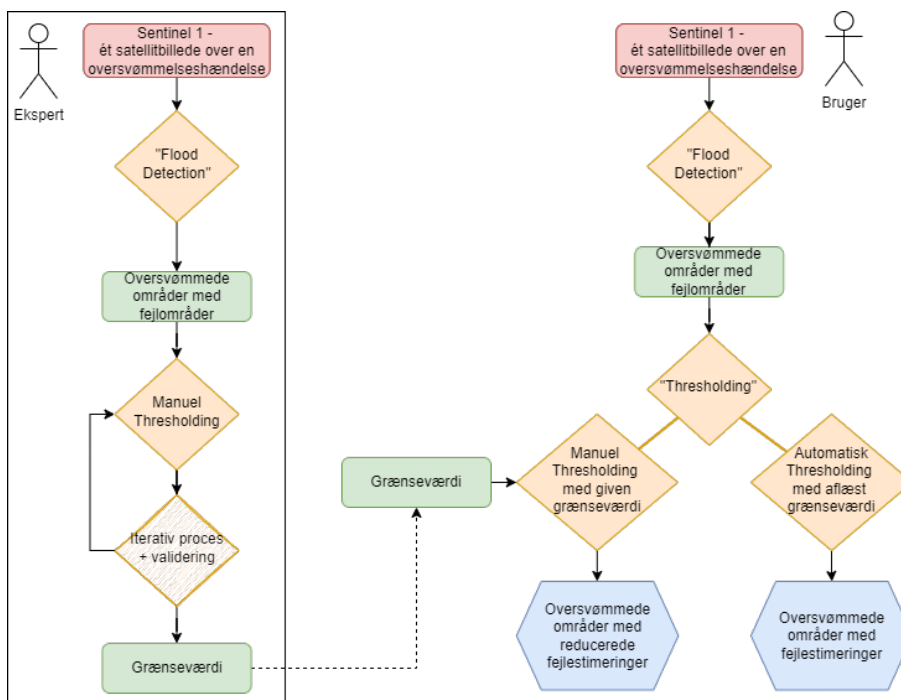 Ekspert
Sentinel 1 -
ét satellitbillede over en
oversvømmelseshændelse
"Flood
Detection"
Oversvømmede
områder med
fejlområder
Manuel
Thresholding
Iterativ proces
+ validering
Grænseværdi
Sentinel 1 -
ét satellitbillede over en
oversvømmelseshændelse
Bruger
"Flood
Detection"
Oversvømmede
områder med
fejlområder
"Thresholding"
Grænseværdi
Manuel
Thresholding
med given
grænseværdi
Automatisk
Thresholding
med aflæst
grænseværdi
Oversvømmede
områder med
reducerede
fejlestimeringer
Oversvømmede
områder med
fejlestimeringer